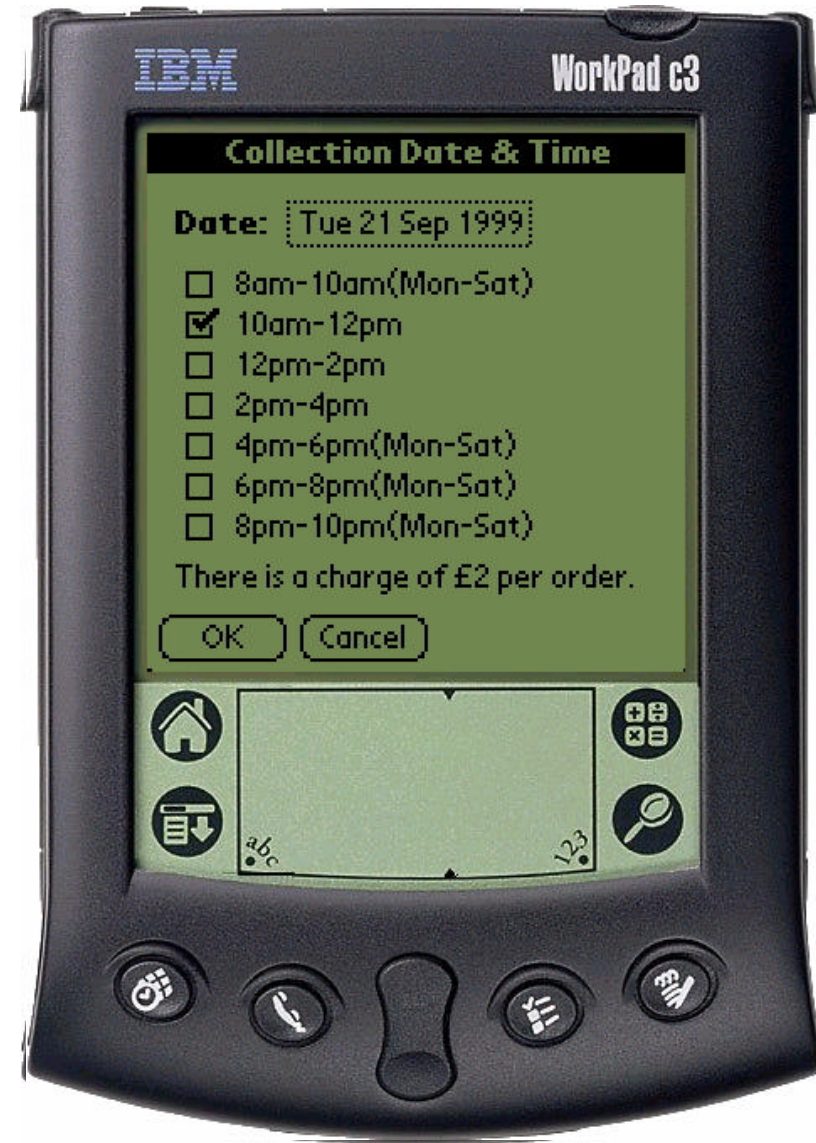 IBM WorkPad c3
Collection Date & Time
Date: Tue 21 Sep 1999
8am-10am(Mon-Sat)
10am-12pm
12pm-2pm
2pm-4pm
4pm-6pm(Mon-Sat)
6pm-8pm(Mon-Sat)
8pm-10pm(Mon-Sat)
There is a charge of £2 per order.
OK Cancel
abc 123